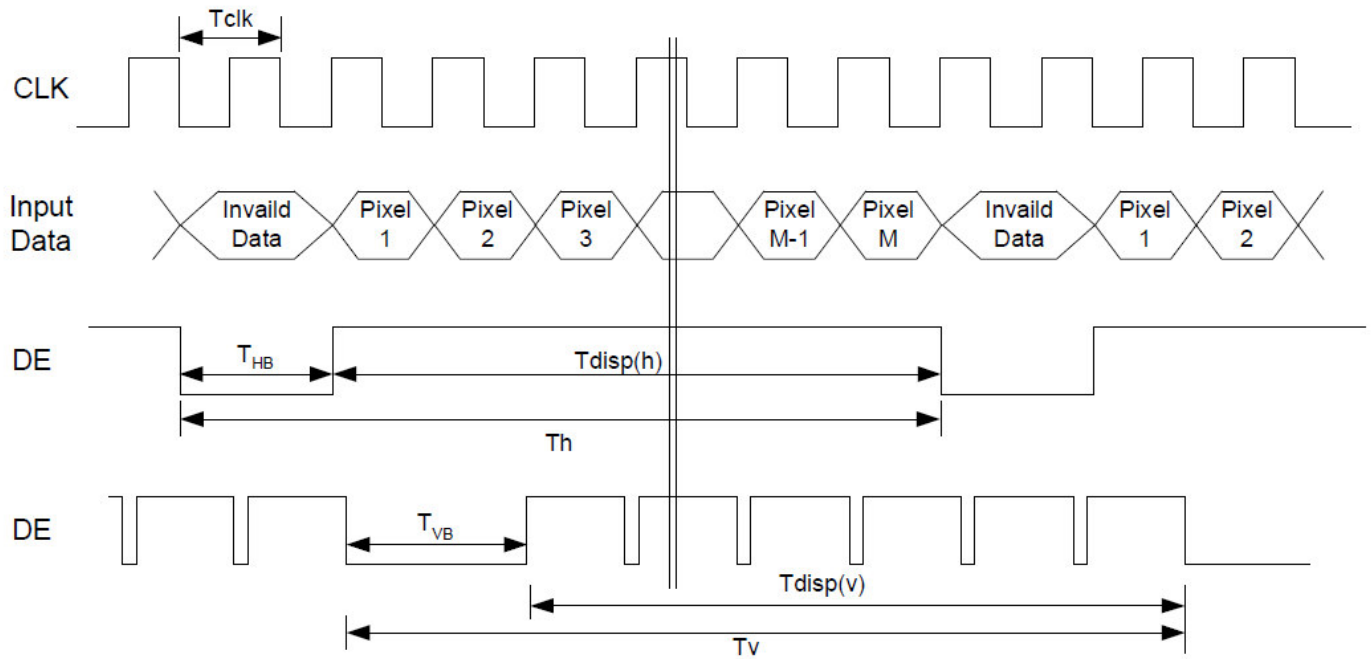 Tclk
CLK
Input
Data
Invaild
Data
Pixel
1
Pixel
2
Pixel
3
Pixel
M-1
Pixel
M
Invaild
Data
Pixel
1
Pixel
2
DE
THB
Tdisp(h)
Th
DE
TVB
Tdisp(v)
Tv